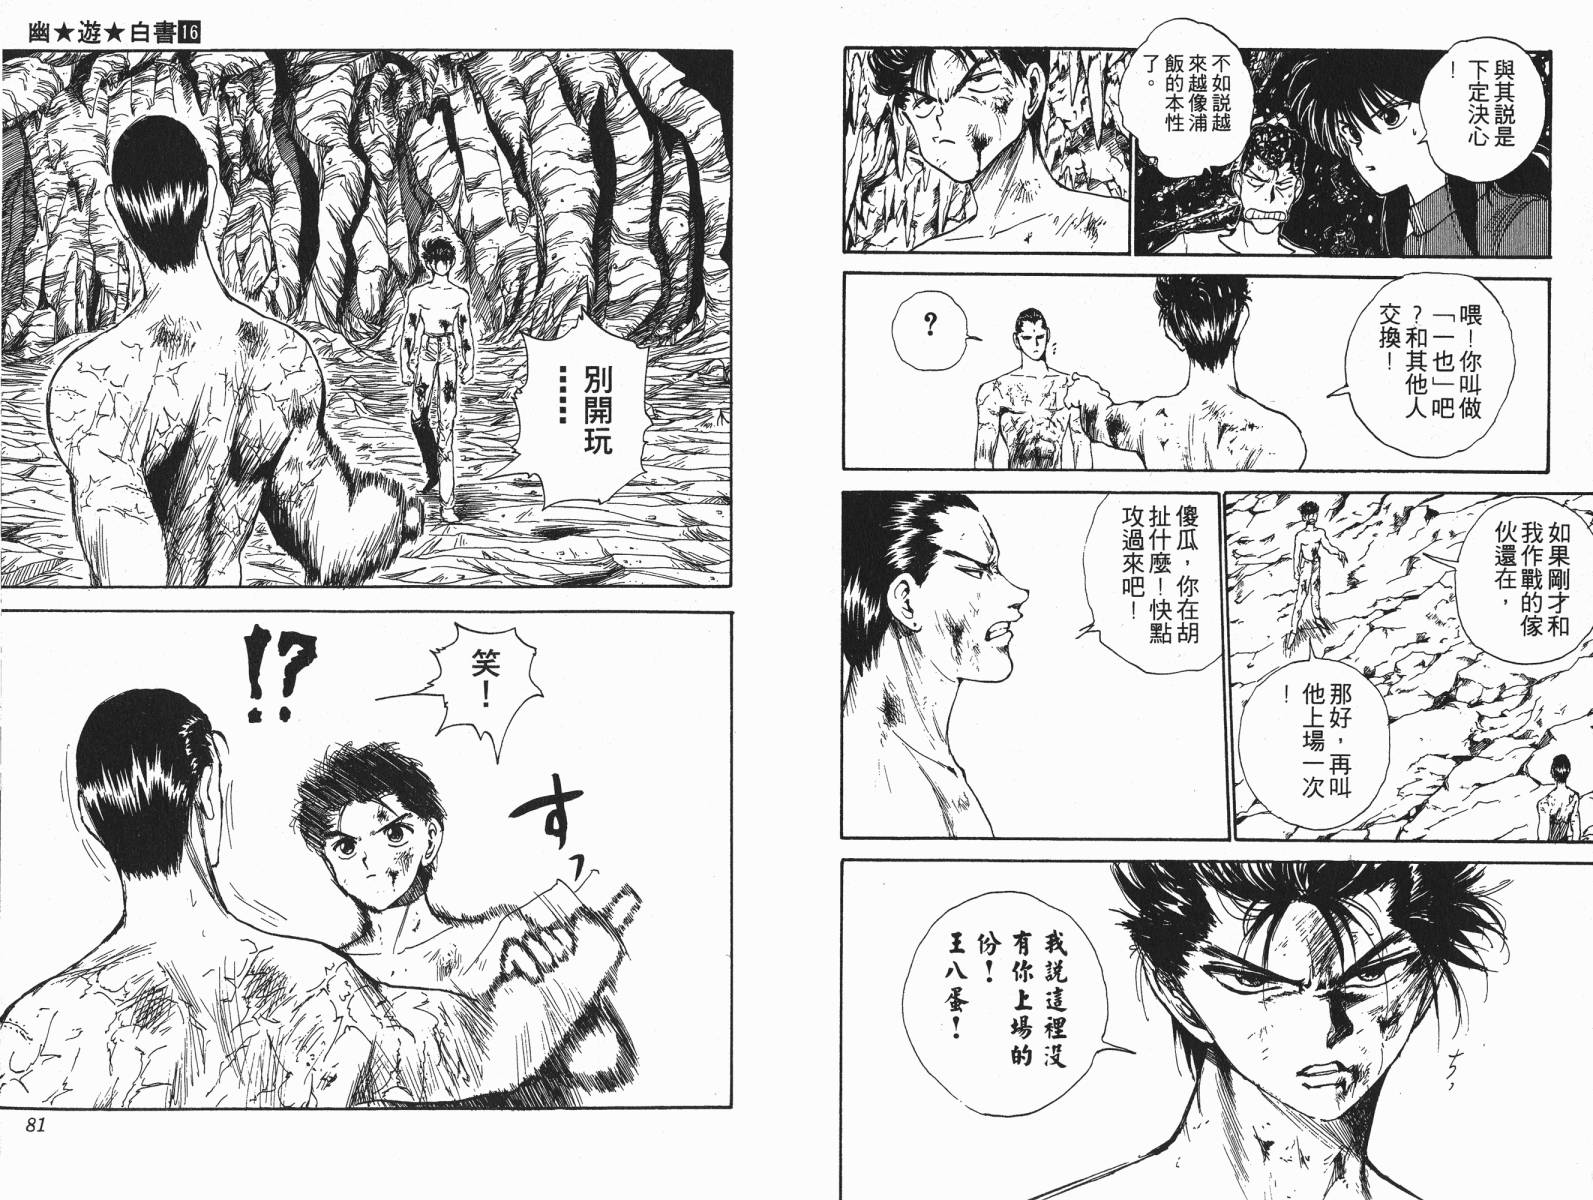 與其說是
下定決心
！
不如說越
來越像浦
飯的本性
了。
喂！你叫做
「一也」吧
？和其他人
交換！
？
如果剛才和
我作戰的傢
伙還在，
那好，再叫
他上場一次
！
傻瓜，你在胡
扯什麼！快點
攻過來吧！
我說這裡沒
有你上場的
份！
王八蛋！
ち，
幽★遊★白書16
別開玩
⋯⋯
笑！
!?
すッ
81